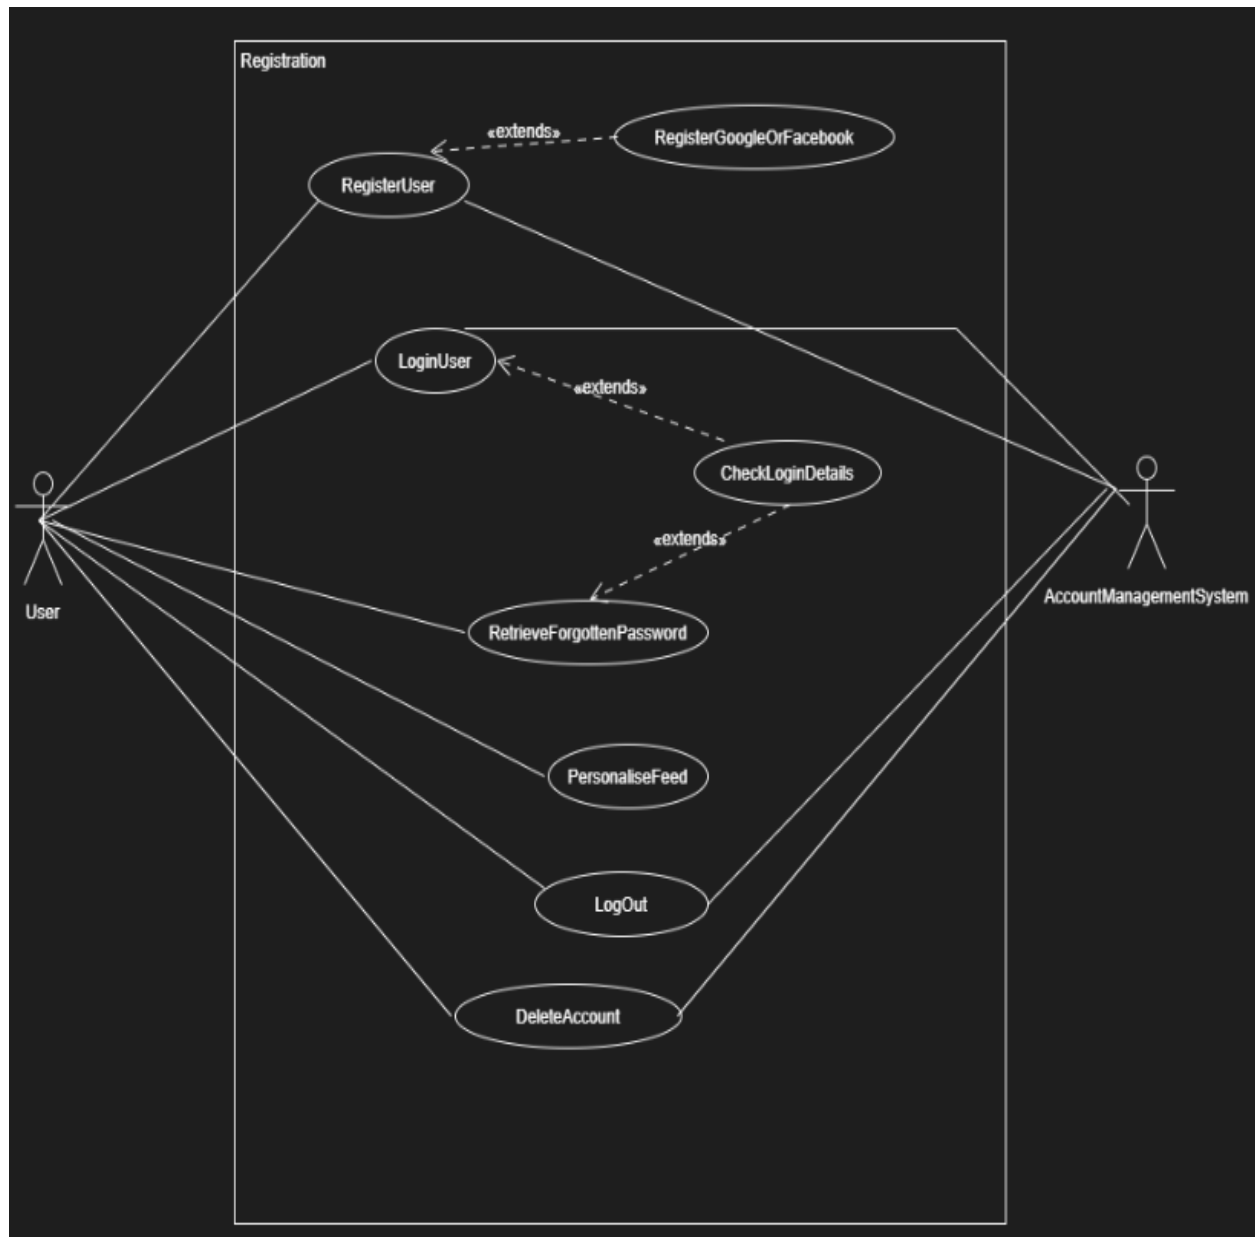 Registration
«extends»
RegisterGoogleOrFacebook
RegisterUser
LoginUser
«extends»
CheckLoginDetails
«extends»
User
AccountManagementSystem
RetrieveForgottenPassword
PersonaliseFeed
LogOut
DeleteAccount